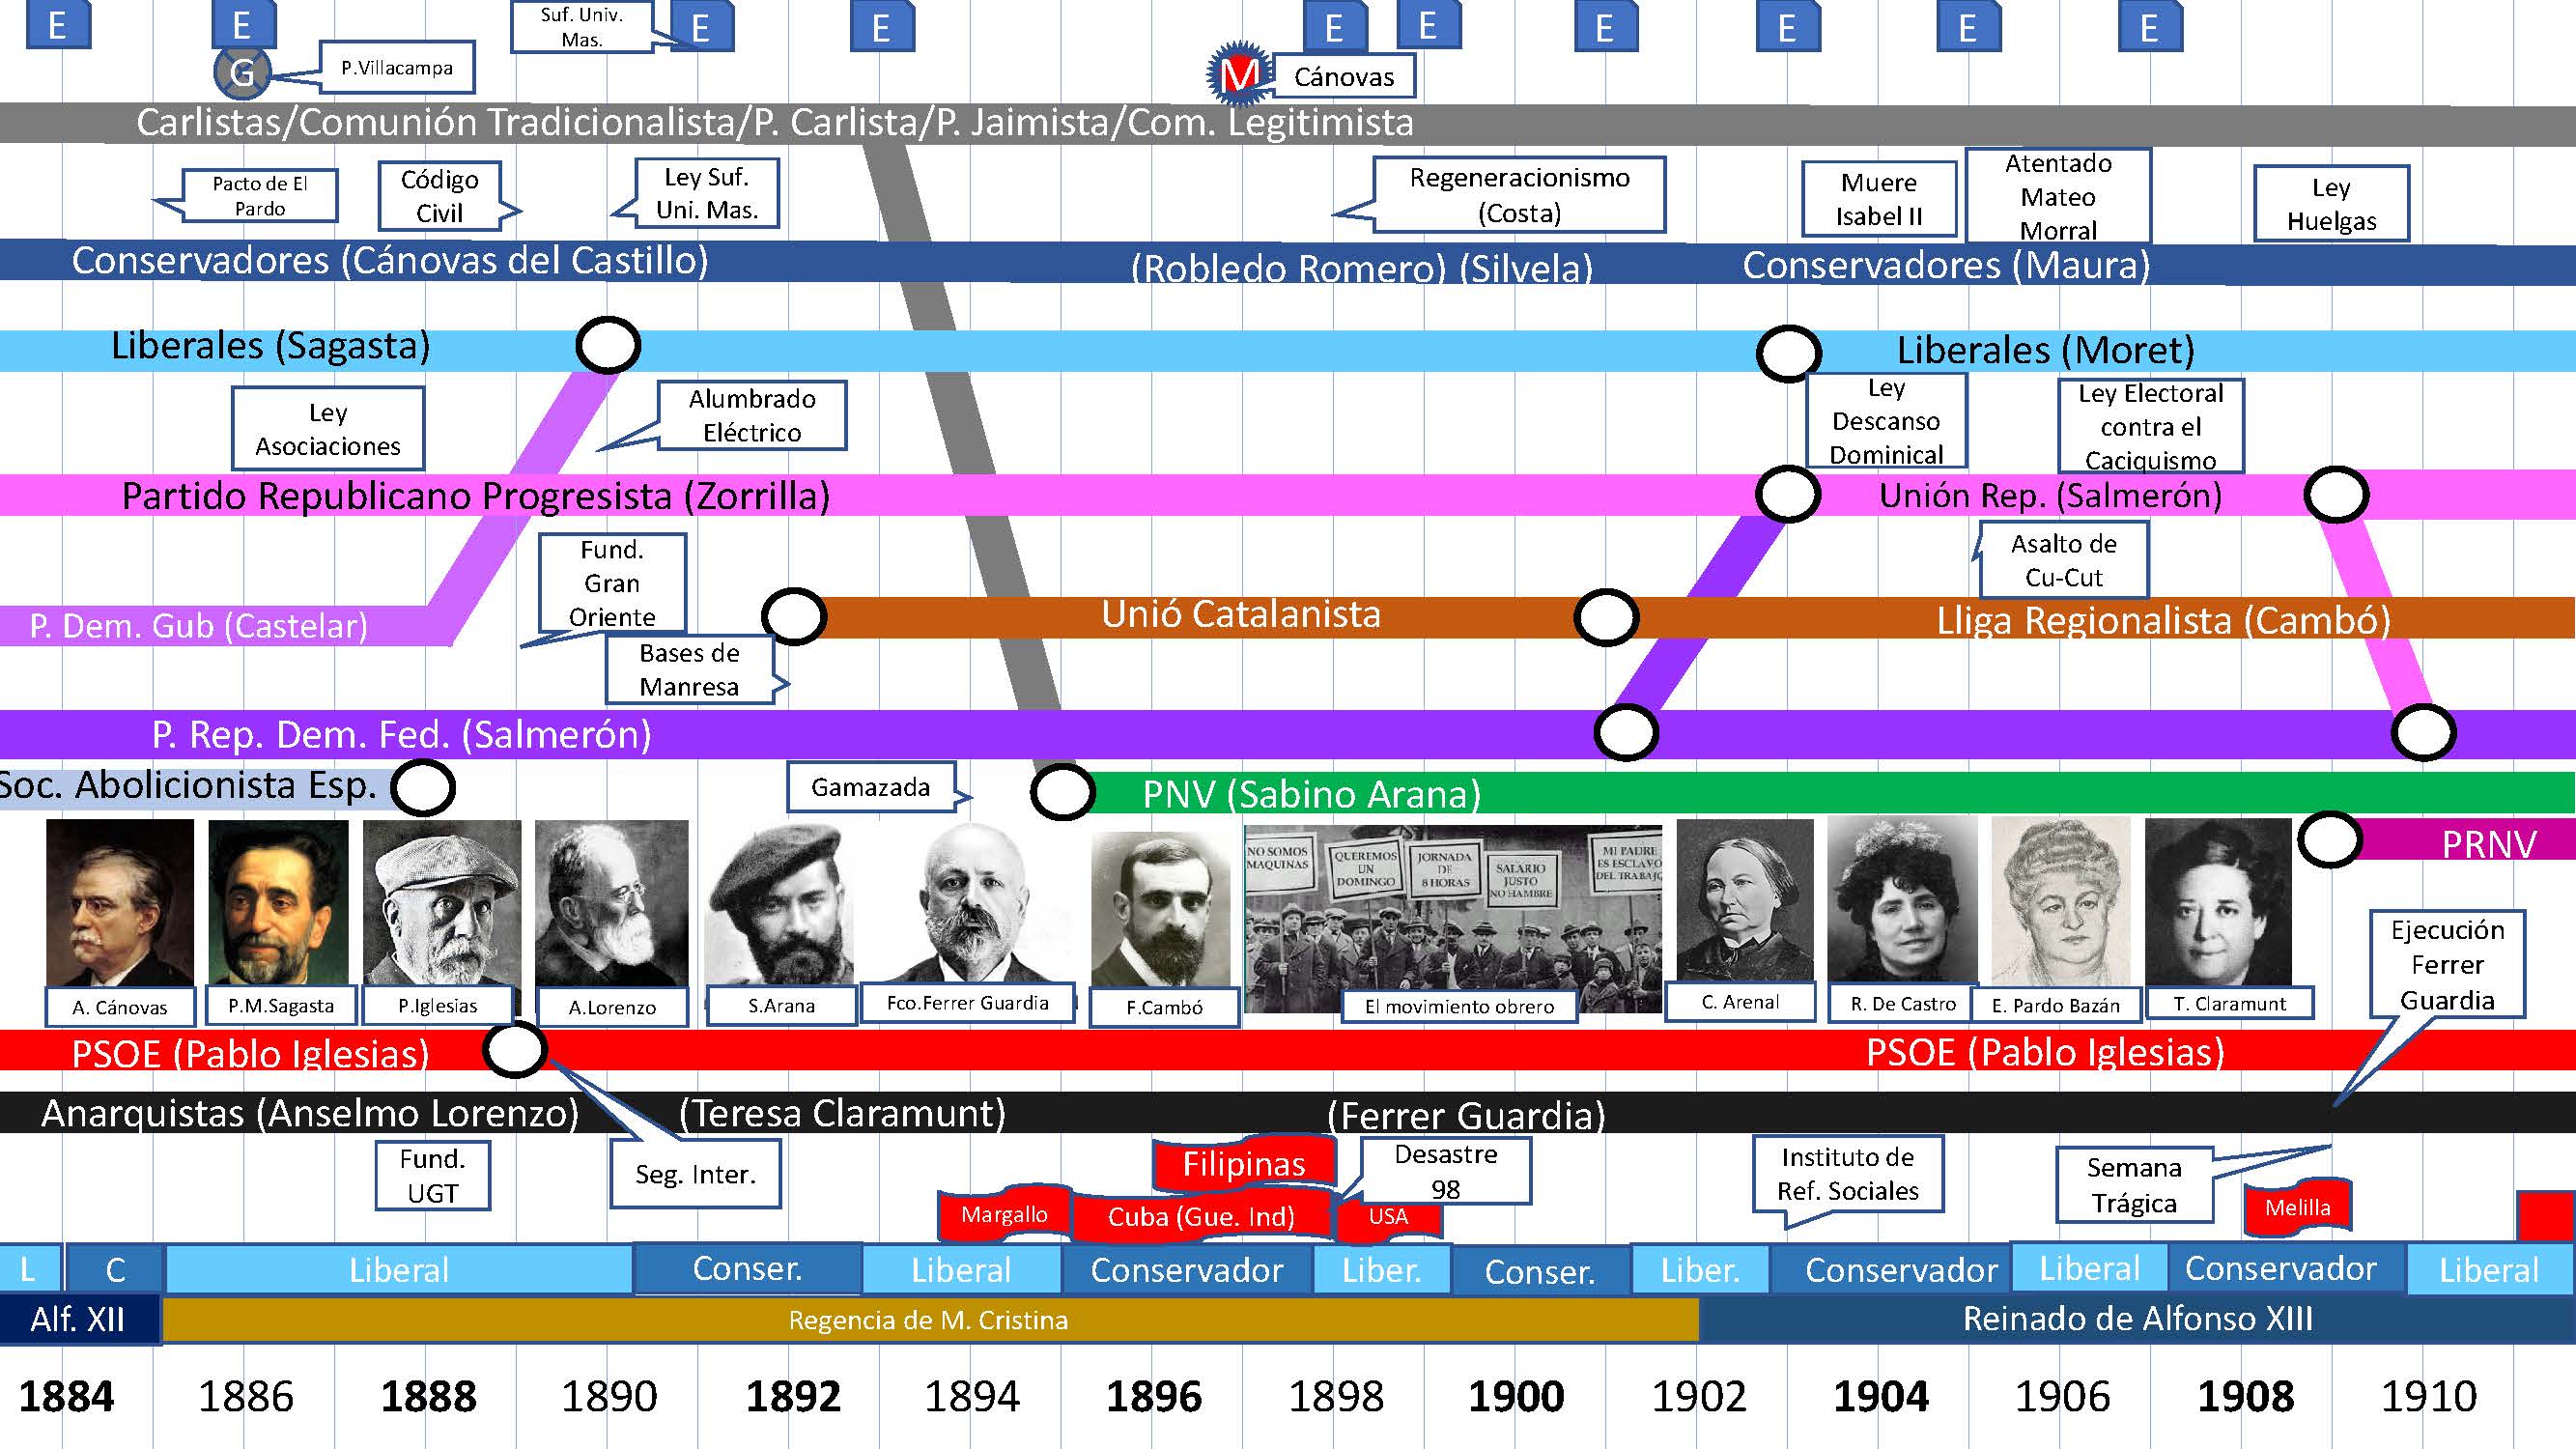 E
E
Suf. Univ.
Mas.
E
E
E
E
E
E
E
E
G
P.Villacampa
M
Cánovas
Carlistas/Comunión Tradicionalista/P. Carlista/P. Jaimista/Com. Legitimista
Pacto de El
Pardo
Código
Civil
Ley Suf.
Uni. Mas.
Regeneracionismo
(Costa)
Muere
Isabel II
Atentado
Mateo
Morral
Ley
Huelgas
Conservadores (Cánovas del Castillo)
(Robledo Romero) (Silvela)
Conservadores (Maura)
Liberales (Sagasta)
Liberales (Moret)
Ley
Asociaciones
Alumbrado
Eléctrico
Ley
Descanso
Dominical
Ley Electoral
contra el
Caciquismo
Partido Republicano Progresista (Zorrilla)
Unión Rep. (Salmerón)
Fund.
Gran
Oriente
Asalto de
Cu-Cut
P. Dem. Gub (Castelar)
Unió Catalanista
Lliga Regionalista (Cambó)
Bases de
Manresa
P. Rep. Dem. Fed. (Salmerón)
Soc. Abolicionista Esp.
Gamazada
PNV (Sabino Arana)
PRNV
NO SOMOS
MAQUINAS
QUEREMOS
UN
DOMINGO
JORNADA
DE
8 HORAS
SALARIO
JUSTO
NO HAMBRE
MI PADRE
ES ESCLAVO
DEL TRABAJO
A. Cánovas
P.M.Sagasta
P.Iglesias
A.Lorenzo
S.Arana
Fco.Ferrer Guardia
F.Cambó
El movimiento obrero
C. Arenal
R. De Castro
E. Pardo Bazán
T. Claramunt
Ejecución
Ferrer
Guardia
PSOE (Pablo Iglesias)
PSOE (Pablo Iglesias)
Anarquistas (Anselmo Lorenzo)
(Teresa Claramunt)
(Ferrer Guardia)
Fund.
UGT
Seg. Inter.
Filipinas
Desastre
98
Instituto de
Ref. Sociales
Semana
Trágica
Margallo
Cuba (Gue. Ind)
USA
Melilla
L
C
Liberal
Conser.
Liberal
Conservador
Liber.
Conser.
Liber.
Conservador
Liberal
Conservador
Liberal
Alf. XII
Regencia de M. Cristina
Reinado de Alfonso XIII
1884 1886 1888 1890 1892 1894 1896 1898 1900 1902 1904 1906 1908 1910